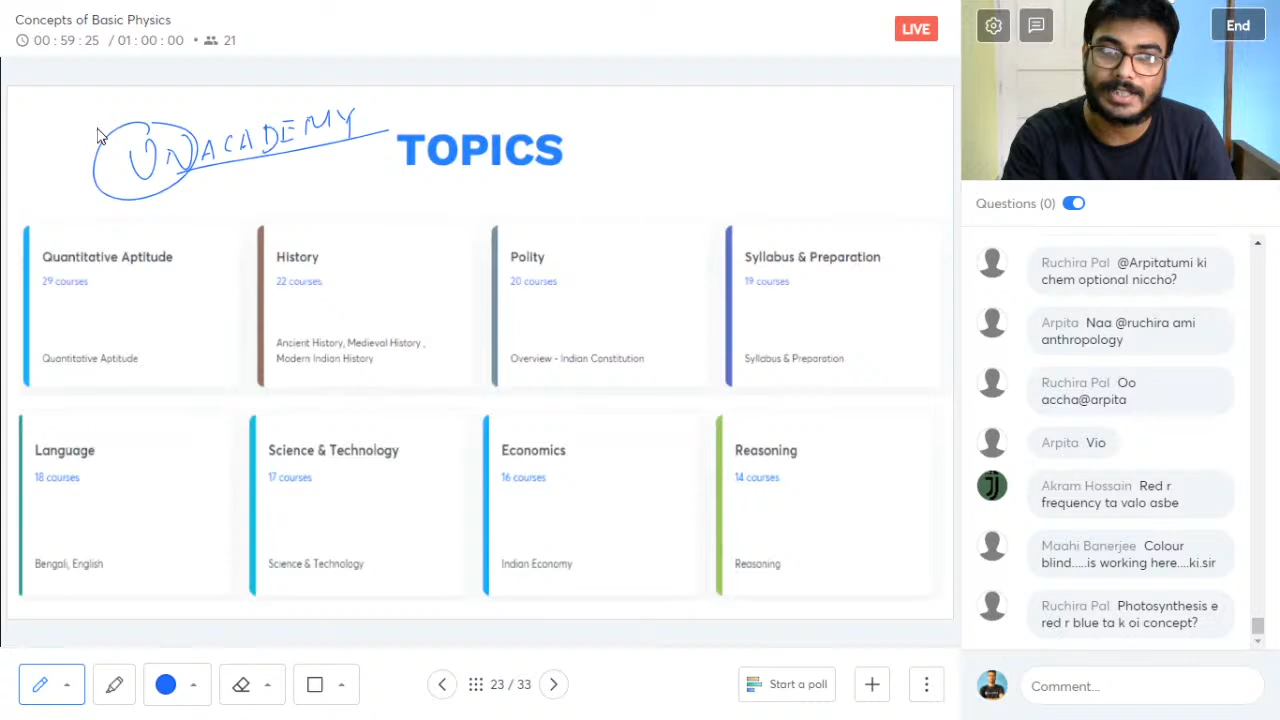 Concepts of Basic Physics
00 : 59 : 25 / 01 : 00 : 00 • 21
LIVE
End
UNACADEMY
TOPICS
Quantitative Aptitude
29 courses
Quantitative Aptitude
History
22 courses
Ancient History, Medieval History ,
Modern Indian History
Polity
20 courses
Overview - Indian Constitution
Syllabus & Preparation
19 courses
Syllabus & Preparation
Language
18 courses
Bengali, English
Science & Technology
17 courses
Science & Technology
Economics
16 courses
Indian Economy
Reasoning
14 courses
Reasoning
Questions (0)
Ruchira Pal @Arpitatumi ki
chem optional niccho?
Arpita Naa @ruchira ami
anthropology
Ruchira Pal Oo
accha@arpita
Arpita Vio
Akram Hossain Red r
frequency ta valo asbe
Maahi Banerjee Colour
blind.....is working here....ki.sir
Ruchira Pal Photosynthesis e
red r blue ta k oi concept?
23 / 33
Start a poll
Comment...